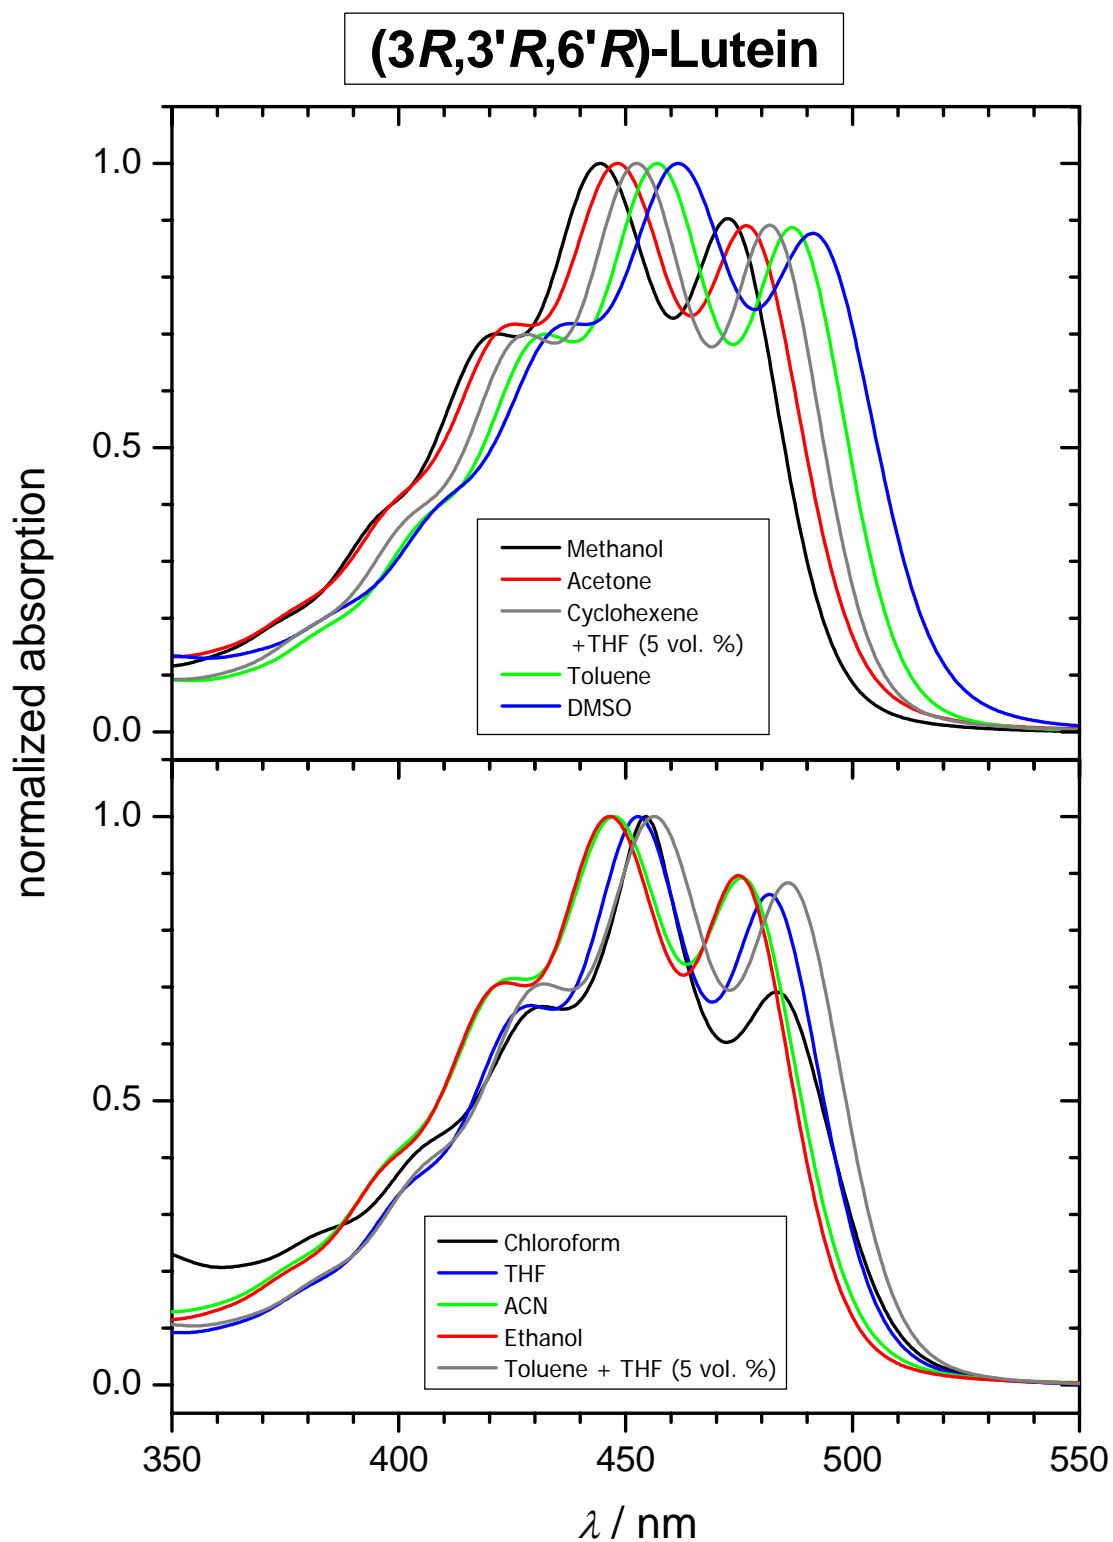 (3R,3'R,6'R)-Lutein
normalized absorption
1.0
0.5
0.0
Methanol
Acetone
Cyclohexene
+THF (5 vol. %)
Toluene
DMSO
1.0
0.5
0.0
Chloroform
THF
ACN
Ethanol
Toluene + THF (5 vol. %)
350 400 450 500 550
λ / nm